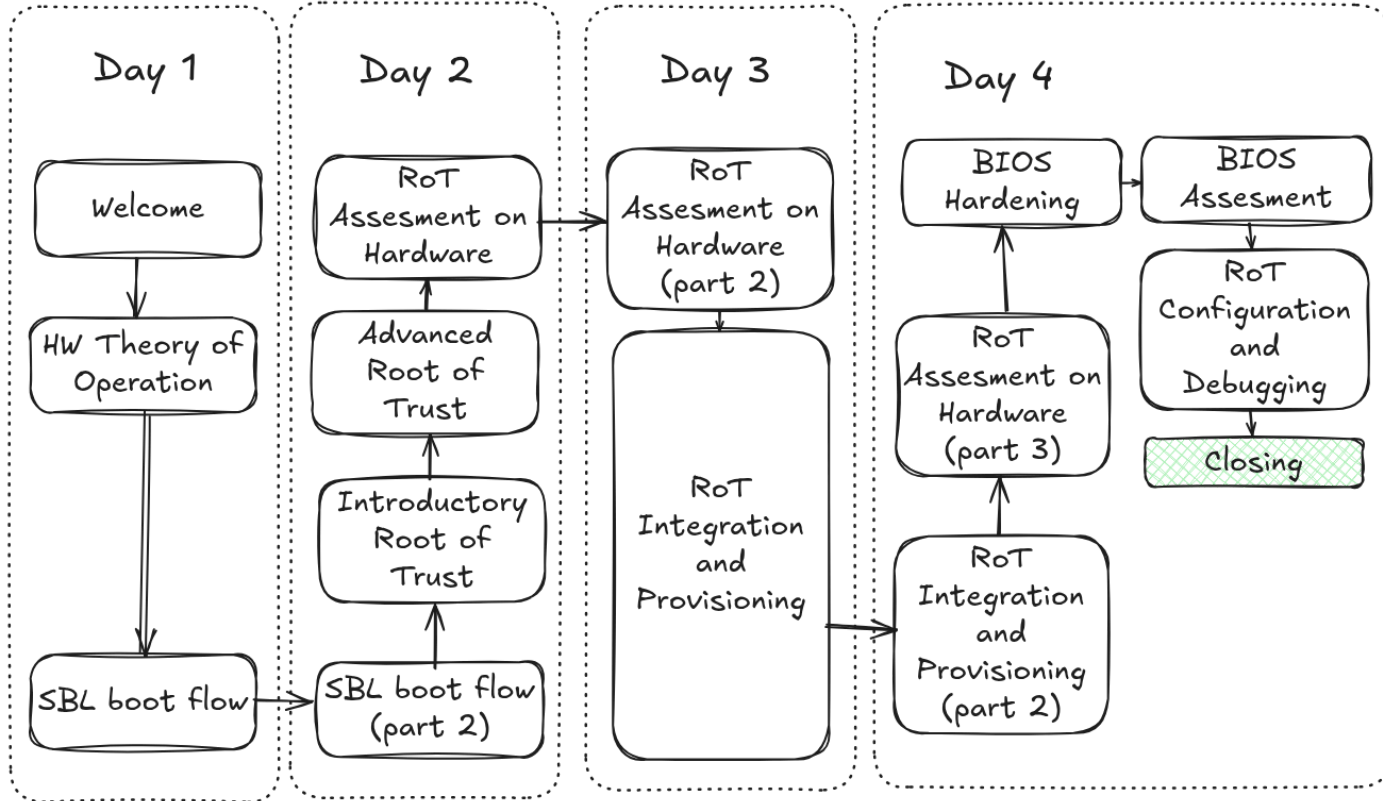 Day 1
Welcome
HW Theory of
Operation
SBL boot flow
Day 2
RoT
Assesment on
Hardware
Advanced
Root of
Trust
Introductory
Root of
Trust
SBL boot flow
(part 2)
Day 3
RoT
Assesment on
Hardware
(part 2)
RoT
Integration
and
Provisioning
Day 4
BIOS
Hardening
RoT
Assesment on
Hardware
(part 3)
RoT
Integration
and
Provisioning
(part 2)
BIOS
Assesment
RoT
Configuration
and
Debugging
Closing